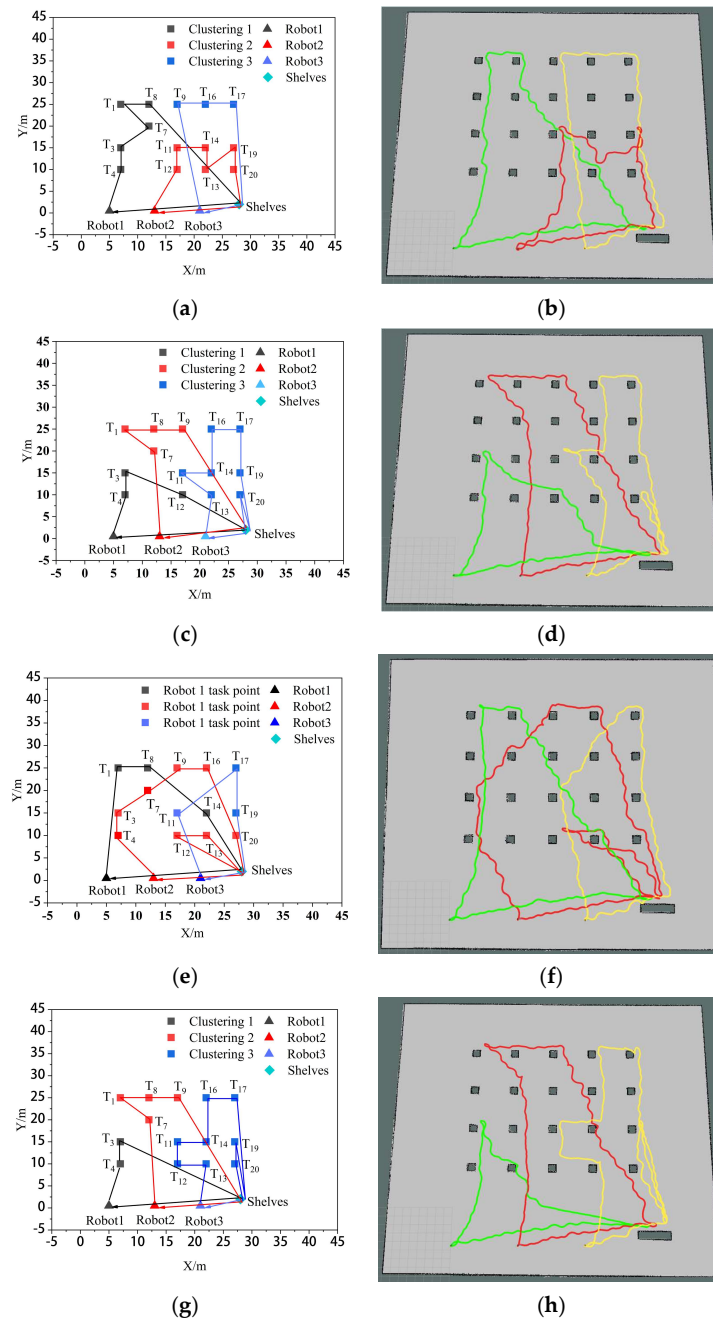 45
40
35
30
25
20
15
10
5
0
-5
Y/m
Clustering 1
Robot1
Clustering 2
Robot2
Clustering 3
Robot3
Shelves
T1
T8
T9
T16
T17
T7
T3
T11
T14
T19
T4
T12
T13
T20
Shelves
Robot1
Robot2
Robot3
-5 0 5 10 15 20 25 30 35 40 45
X/m
(a)
(b)
45
40
35
30
25
20
15
10
5
0
-5
Y/m
Clustering 1
Robot1
Clustering 2
Robot2
Clustering 3
Robot3
Shelves
T1
T8
T9
T16
T17
T7
T3
T11
T14
T19
T4
T12
T13
T20
Shelves
Robot1
Robot2
Robot3
-5 0 5 10 15 20 25 30 35 40 45
X/m
(c)
(d)
45
40
35
30
25
20
15
10
5
0
-5
Y/m
Robot 1 task point
Robot1
Robot 1 task point
Robot2
Robot 1 task point
Robot3
Shelves
T1
T8
T9
T16
T17
T7
T3
T11
T14
T19
T4
T12
T13
T20
Shelves
Robot1
Robot2
Robot3
-5 0 5 10 15 20 25 30 35 40 45
X/m
(e)
(f)
45
40
35
30
25
20
15
10
5
0
-5
Y/m
Clustering 1
Robot1
Clustering 2
Robot2
Clustering 3
Robot3
Shelves
T1
T8
T9
T16
T17
T7
T3
T11
T14
T19
T4
T12
T13
T20
Shelves
Robot1
Robot2
Robot3
-5 0 5 10 15 20 25 30 35 40 45
X/m
(g)
(h)